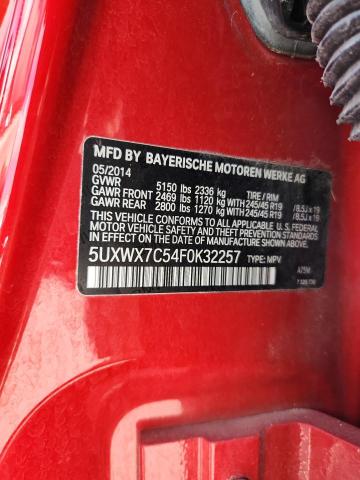 MFD BY BAYERISCHE MOTOREN WERKE AG
05/2014
GVWR 5150 lbs 2336 kg TIRE / RIM
GAWR FRONT 2469 lbs 1120 kg WITH 245/45 R19 / 8,5J x 19
GAWR REAR 2800 lbs 1270 kg WITH 245/45 R19 / 8,5J x 19
THIS VEHICLE CONFORMS TO ALL APPLICABLE U. S. FEDERAL
MOTOR VEHICLE SAFETY STANDARDS IN EFFECT ON THE
DATE OF MANUFACTURE SHOWN ABOVE.
5UXWX7C54F0K32257 TYPE: MPV